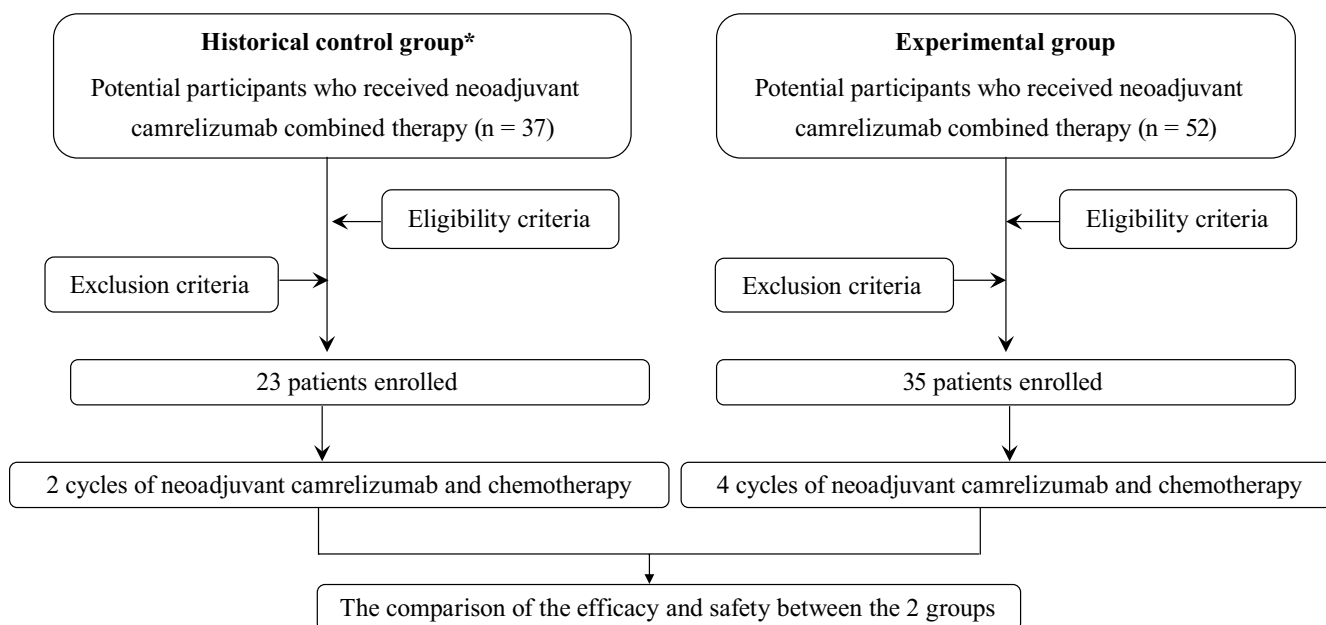 Historical control group*
Potential participants who received neoadjuvant
camrelizumab combined therapy (n = 37)
Experimental group
Potential participants who received neoadjuvant
camrelizumab combined therapy (n = 52)
Eligibility criteria
Exclusion criteria
Eligibility criteria
Exclusion criteria
23 patients enrolled
35 patients enrolled
2 cycles of neoadjuvant camrelizumab and chemotherapy
4 cycles of neoadjuvant camrelizumab and chemotherapy
The comparison of the efficacy and safety between the 2 groups